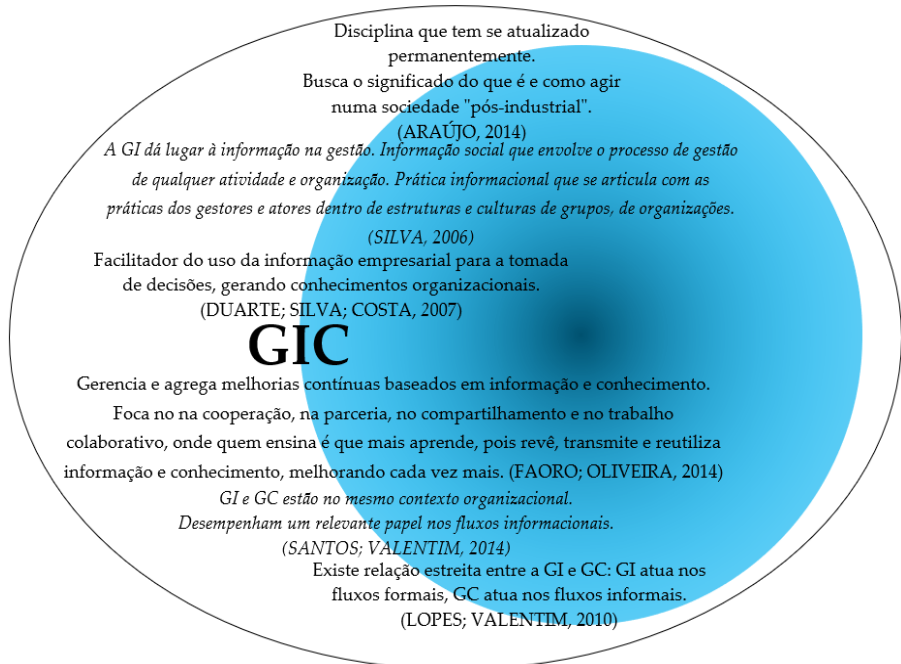 Disciplina que tem se atualizado
permanentemente.
Busca o significado do que é e como agir
numa sociedade "pós-industrial".
(ARAÚJO, 2014)
A GI dá lugar à informação na gestão. Informação social que envolve o processo de gestão
de qualquer atividade e organização. Prática informacional que se articula com as
práticas dos gestores e atores dentro de estruturas e culturas de grupos, de organizações.
(SILVA, 2006)
Facilitador do uso da informação empresarial para a tomada
de decisões, gerando conhecimentos organizacionais.
(DUARTE; SILVA; COSTA, 2007)
GIC
Gerencia e agrega melhorias contínuas baseados em informação e conhecimento.
Foca no na cooperação, na parceria, no compartilhamento e no trabalho
colaborativo, onde quem ensina é que mais aprende, pois revê, transmite e reutiliza
informação e conhecimento, melhorando cada vez mais. (FAORO; OLIVEIRA, 2014)
GI e GC estão no mesmo contexto organizacional.
Desempenham um relevante papel nos fluxos informacionais.
(SANTOS; VALENTIM, 2014)
Existe relação estreita entre a GI e GC: GI atua nos
fluxos formais, GC atua nos fluxos informais.
(LOPES; VALENTIM, 2010)